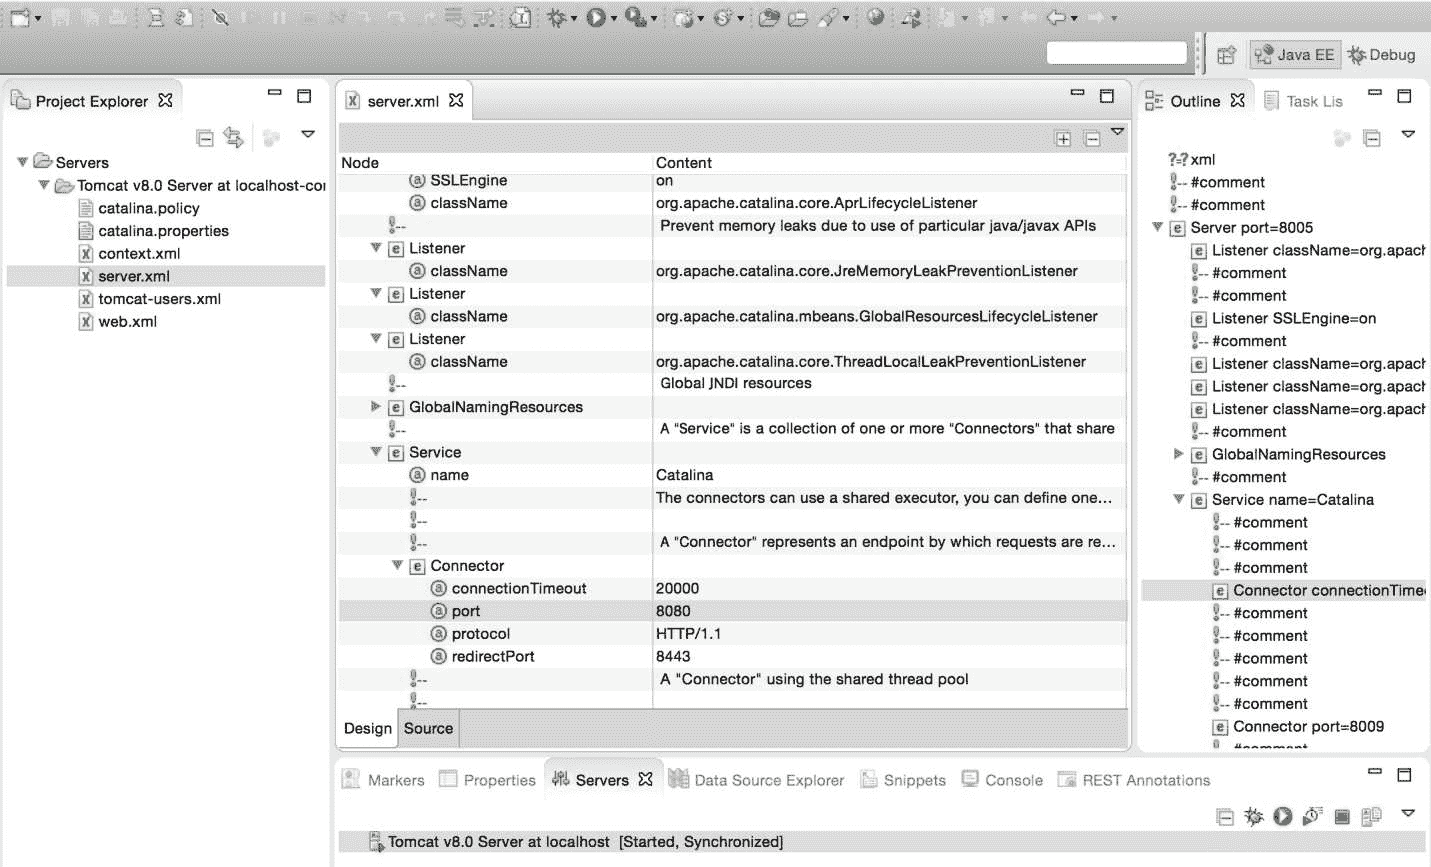 Java EE
Debug
Project Explorer
Servers
Tomcat v8.0 Server at localhost-cor
catalina.policy
catalina.properties
context.xml
server.xml
tomcat-users.xml
web.xml
server.xml
Node Content
SSLEngine on
className org.apache.catalina.core.AprLifecycleListener
Prevent memory leaks due to use of particular java/javax APIs
Listener
className org.apache.catalina.core.JreMemoryLeakPreventionListener
Listener
className org.apache.catalina.mbeans.GlobalResourcesLifecycleListener
Listener
className org.apache.catalina.core.ThreadLocalLeakPreventionListener
Global JNDI resources
GlobalNamingResources
A "Service" is a collection of one or more "Connectors" that share
Service
name Catalina
The connectors can use a shared executor, you can define one...
A "Connector" represents an endpoint by which requests are re...
Connector
connectionTimeout 20000
port 8080
protocol HTTP/1.1
redirectPort 8443
A "Connector" using the shared thread pool
Design Source
Outline Task Lis
?=? xml
#comment
#comment
Server port=8005
Listener className=org.apach
#comment
#comment
Listener SSLEngine=on
#comment
Listener className=org.apach
Listener className=org.apach
Listener className=org.apach
#comment
GlobalNamingResources
#comment
Service name=Catalina
#comment
#comment
#comment
Connector connectionTimeo
#comment
#comment
#comment
#comment
#comment
Connector port=8009
Markers Properties Servers Data Source Explorer Snippets Console REST Annotations
Tomcat v8.0 Server at localhost [Started, Synchronized]